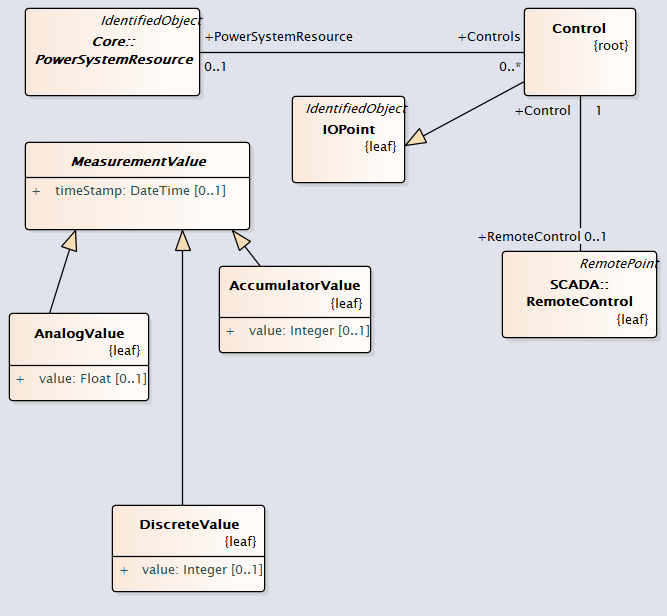 IdentifiedObject
Core::
PowerSystemResource
+PowerSystemResource
0..1
+Controls
0..*
Control
{root}
IdentifiedObject
IOPoint
{leaf}
+Control 1
MeasurementValue
+ timeStamp: DateTime [0..1]
+RemoteControl 0..1
RemotePoint
SCADA::
RemoteControl
{leaf}
AccumulatorValue
{leaf}
+ value: Integer [0..1]
AnalogValue
{leaf}
+ value: Float [0..1]
DiscreteValue
{leaf}
+ value: Integer [0..1]